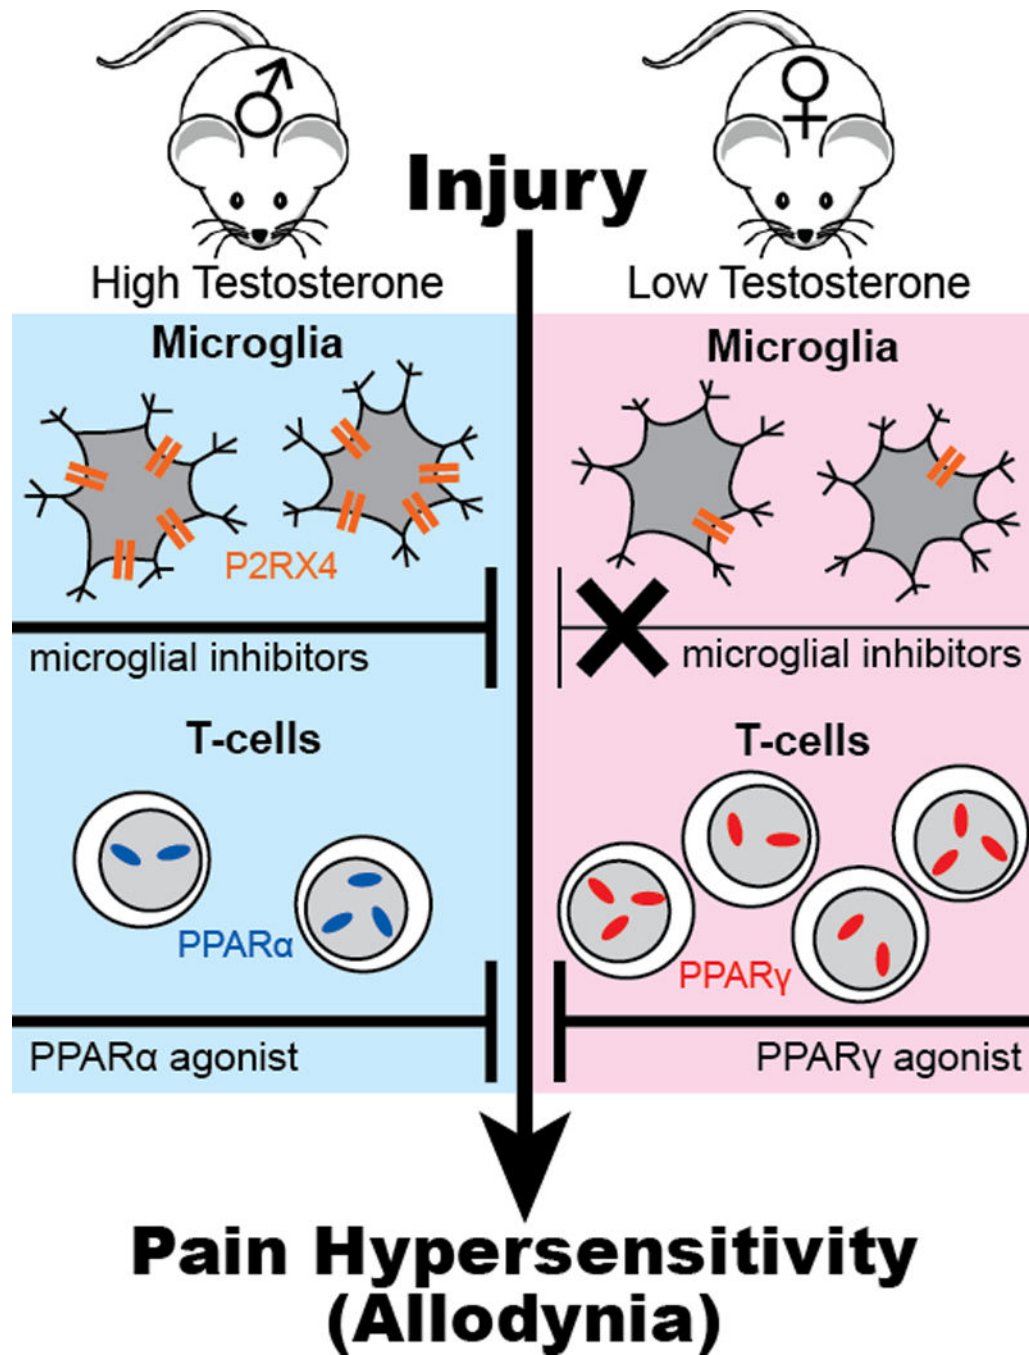 Injury
High Testosterone
Low Testosterone
Microglia
Microglia
P2RX4
microglial inhibitors
microglial inhibitors
T-cells
T-cells
PPARα
PPARγ
PPARα agonist
PPARγ agonist
Pain Hypersensitivity
(Allodynia)